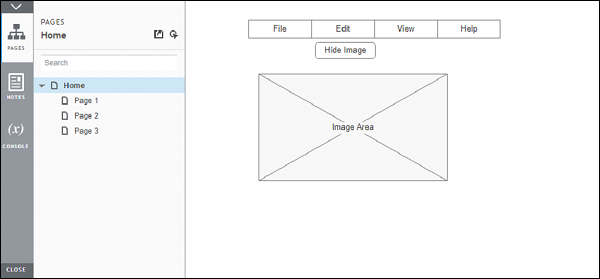 PAGES
Home
Search
Home
Page 1
Page 2
Page 3
PAGES
NOTES
(x)
CONSOLE
CLOSE
File Edit View Help
Hide Image
Image Area